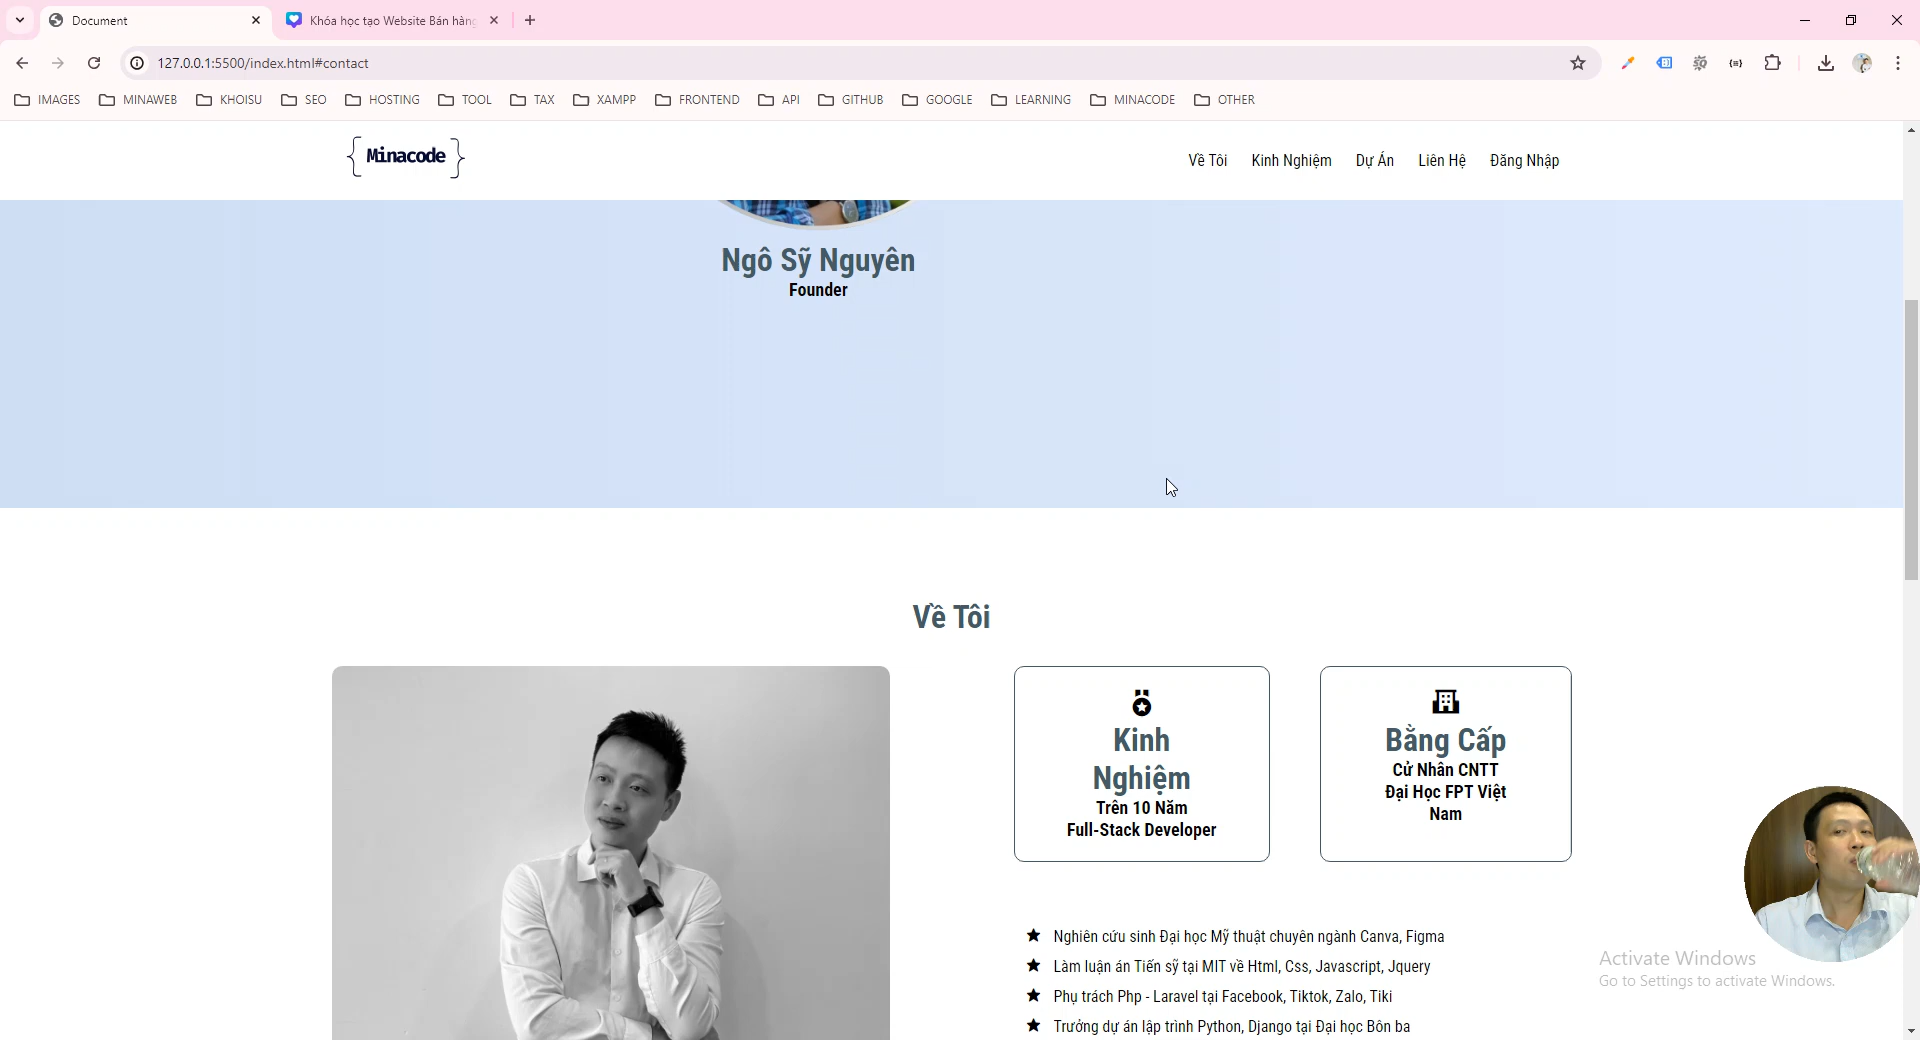 Document
Khóa học tạo Website Bán hàng
127.0.0.1:5500/index.html#contact
IMAGES MINAWEB KHOISU SEO HOSTING TOOL TAX XAMPP FRONTEND API GITHUB GOOGLE LEARNING MINACODE OTHER
Minacode
Về Tôi Kinh Nghiệm Dự Án Liên Hệ Đăng Nhập
Ngô Sỹ Nguyên
Founder
Về Tôi
Kinh
Nghiệm
Trên 10 Năm
Full-Stack Developer
Bằng Cấp
Cử Nhân CNTT
Đại Học FPT Việt
Nam
Nghiên cứu sinh Đại học Mỹ thuật chuyên ngành Canva, Figma
Làm luận án Tiến sỹ tại MIT về Html, Css, Javascript, Jquery
Phụ trách Php - Laravel tại Facebook, Tiktok, Zalo, Tiki
Trưởng dự án lập trình Python, Django tại Đại học Bôn ba
Activate Windows
Go to Settings to activate Windows.